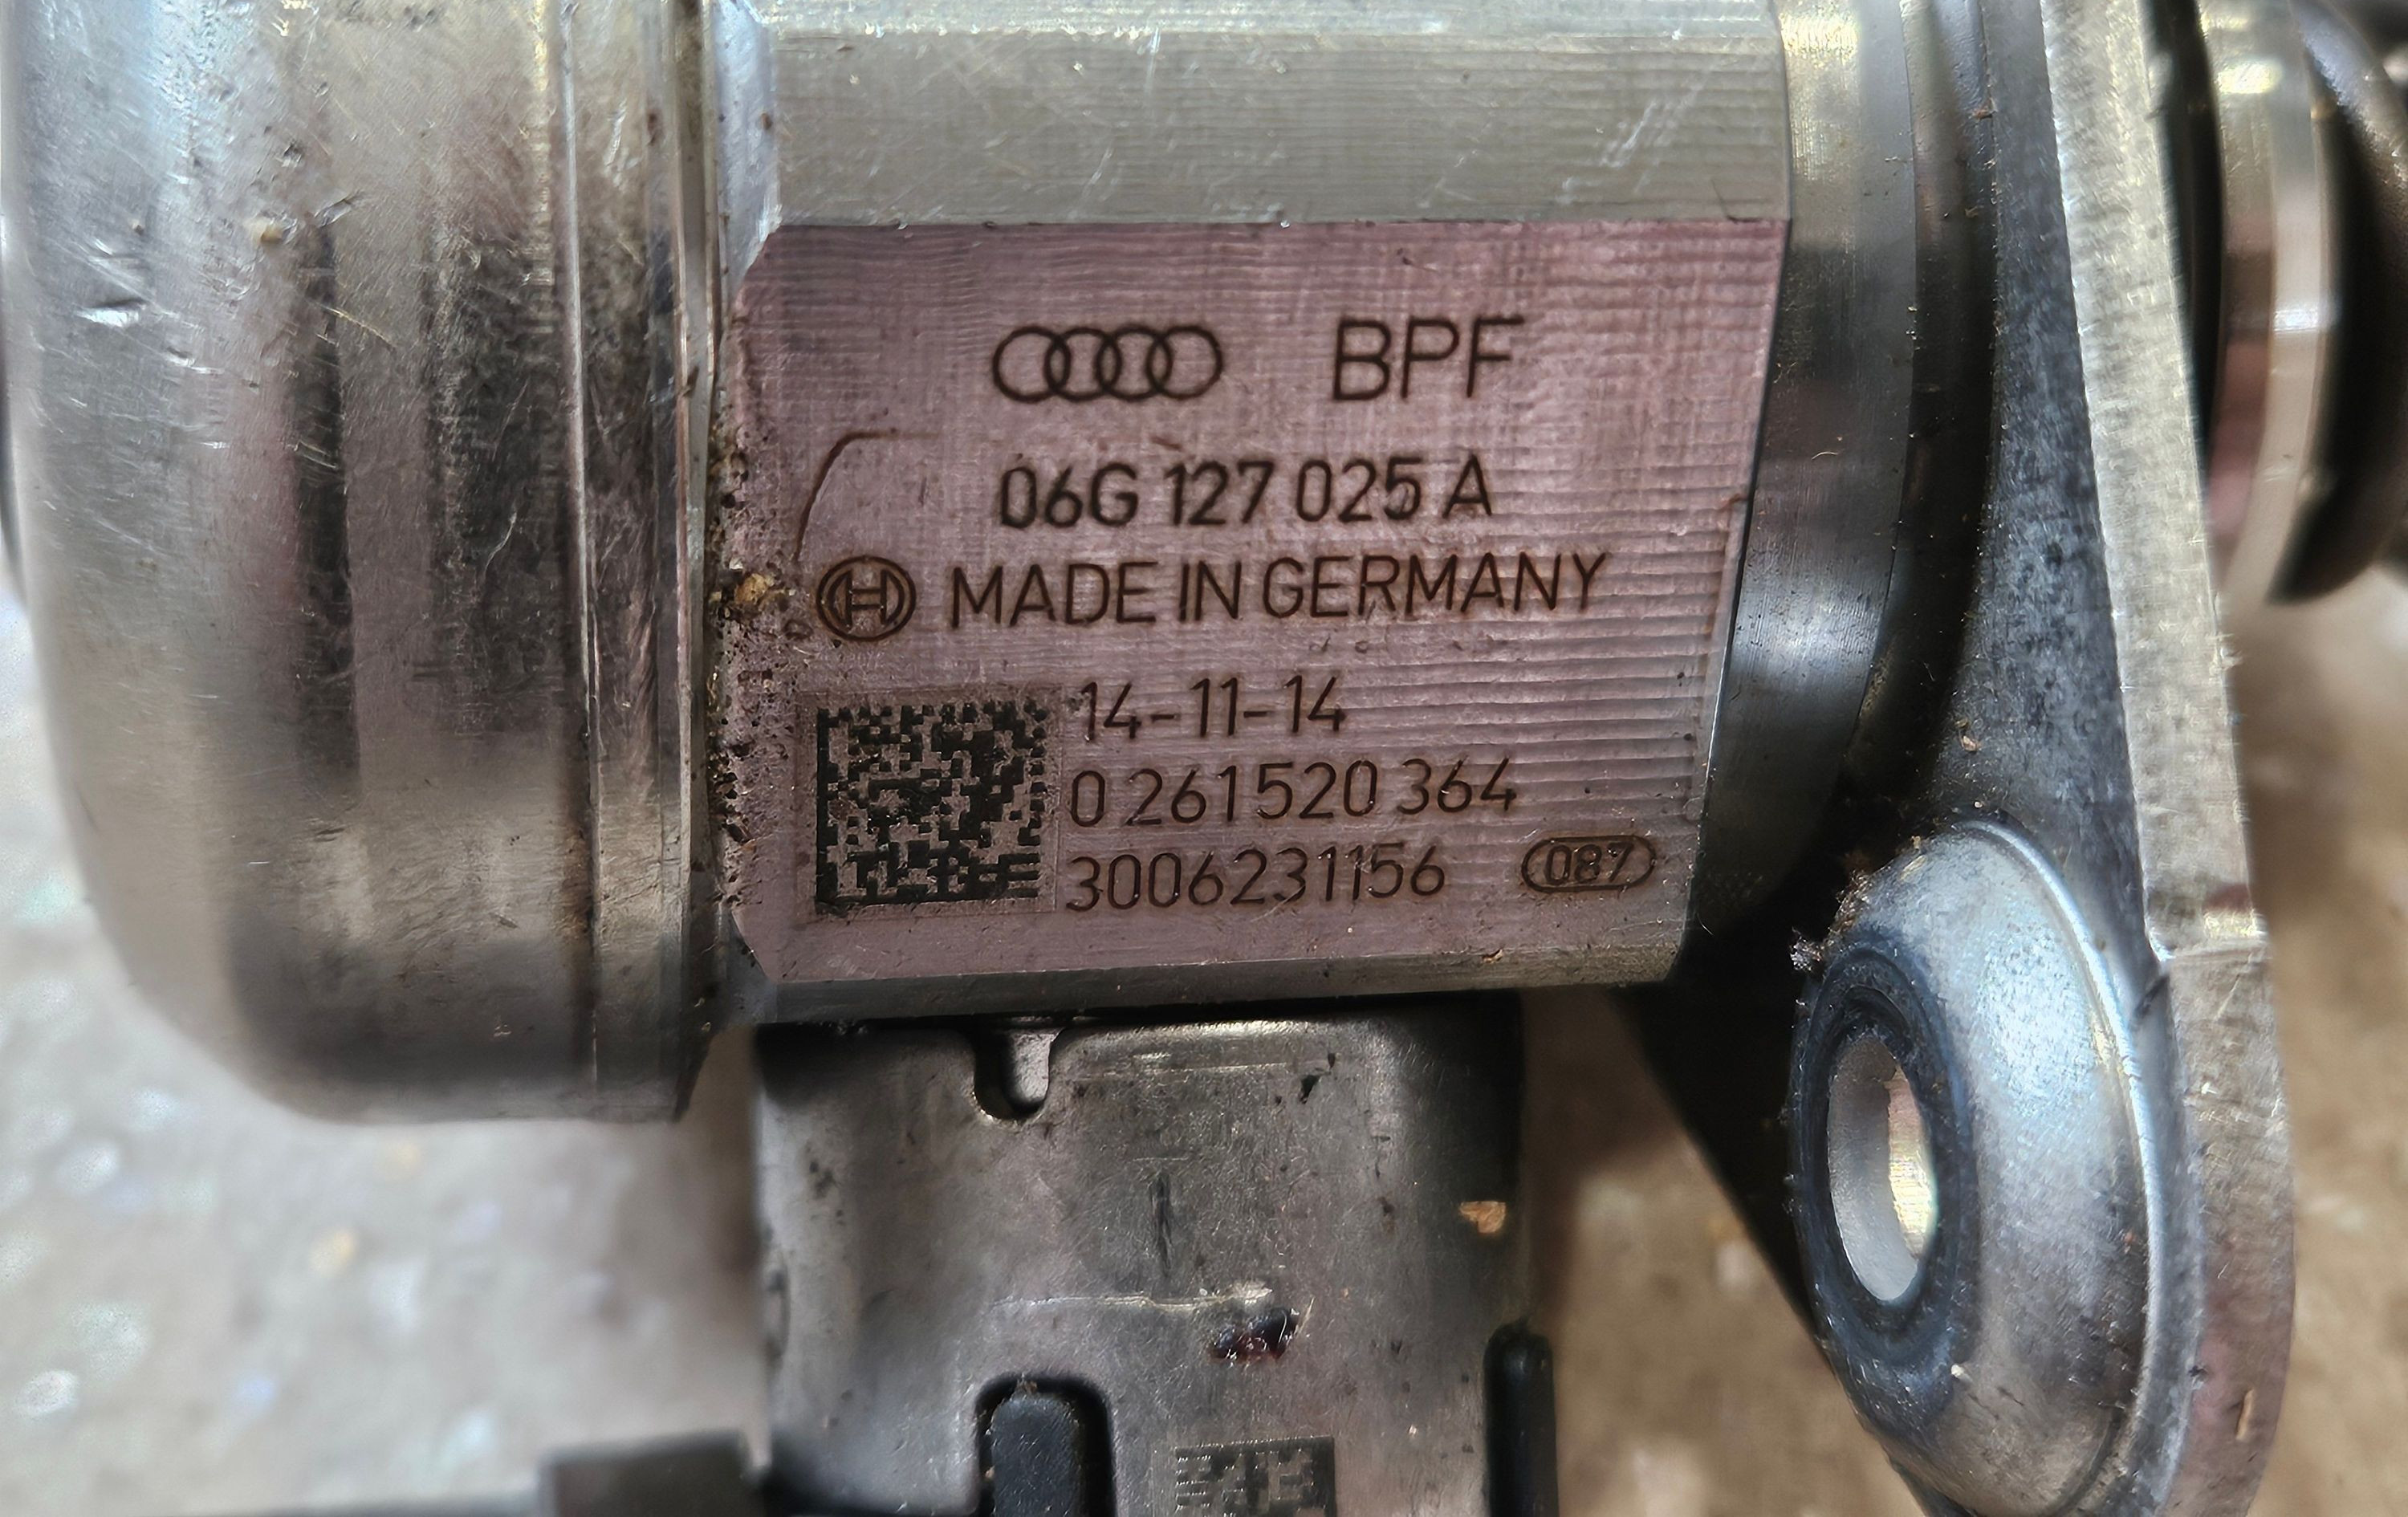 BPF
06G 127 025 A
MADE IN GERMANY
14-11-14
0 261 520 364
3006231156 087